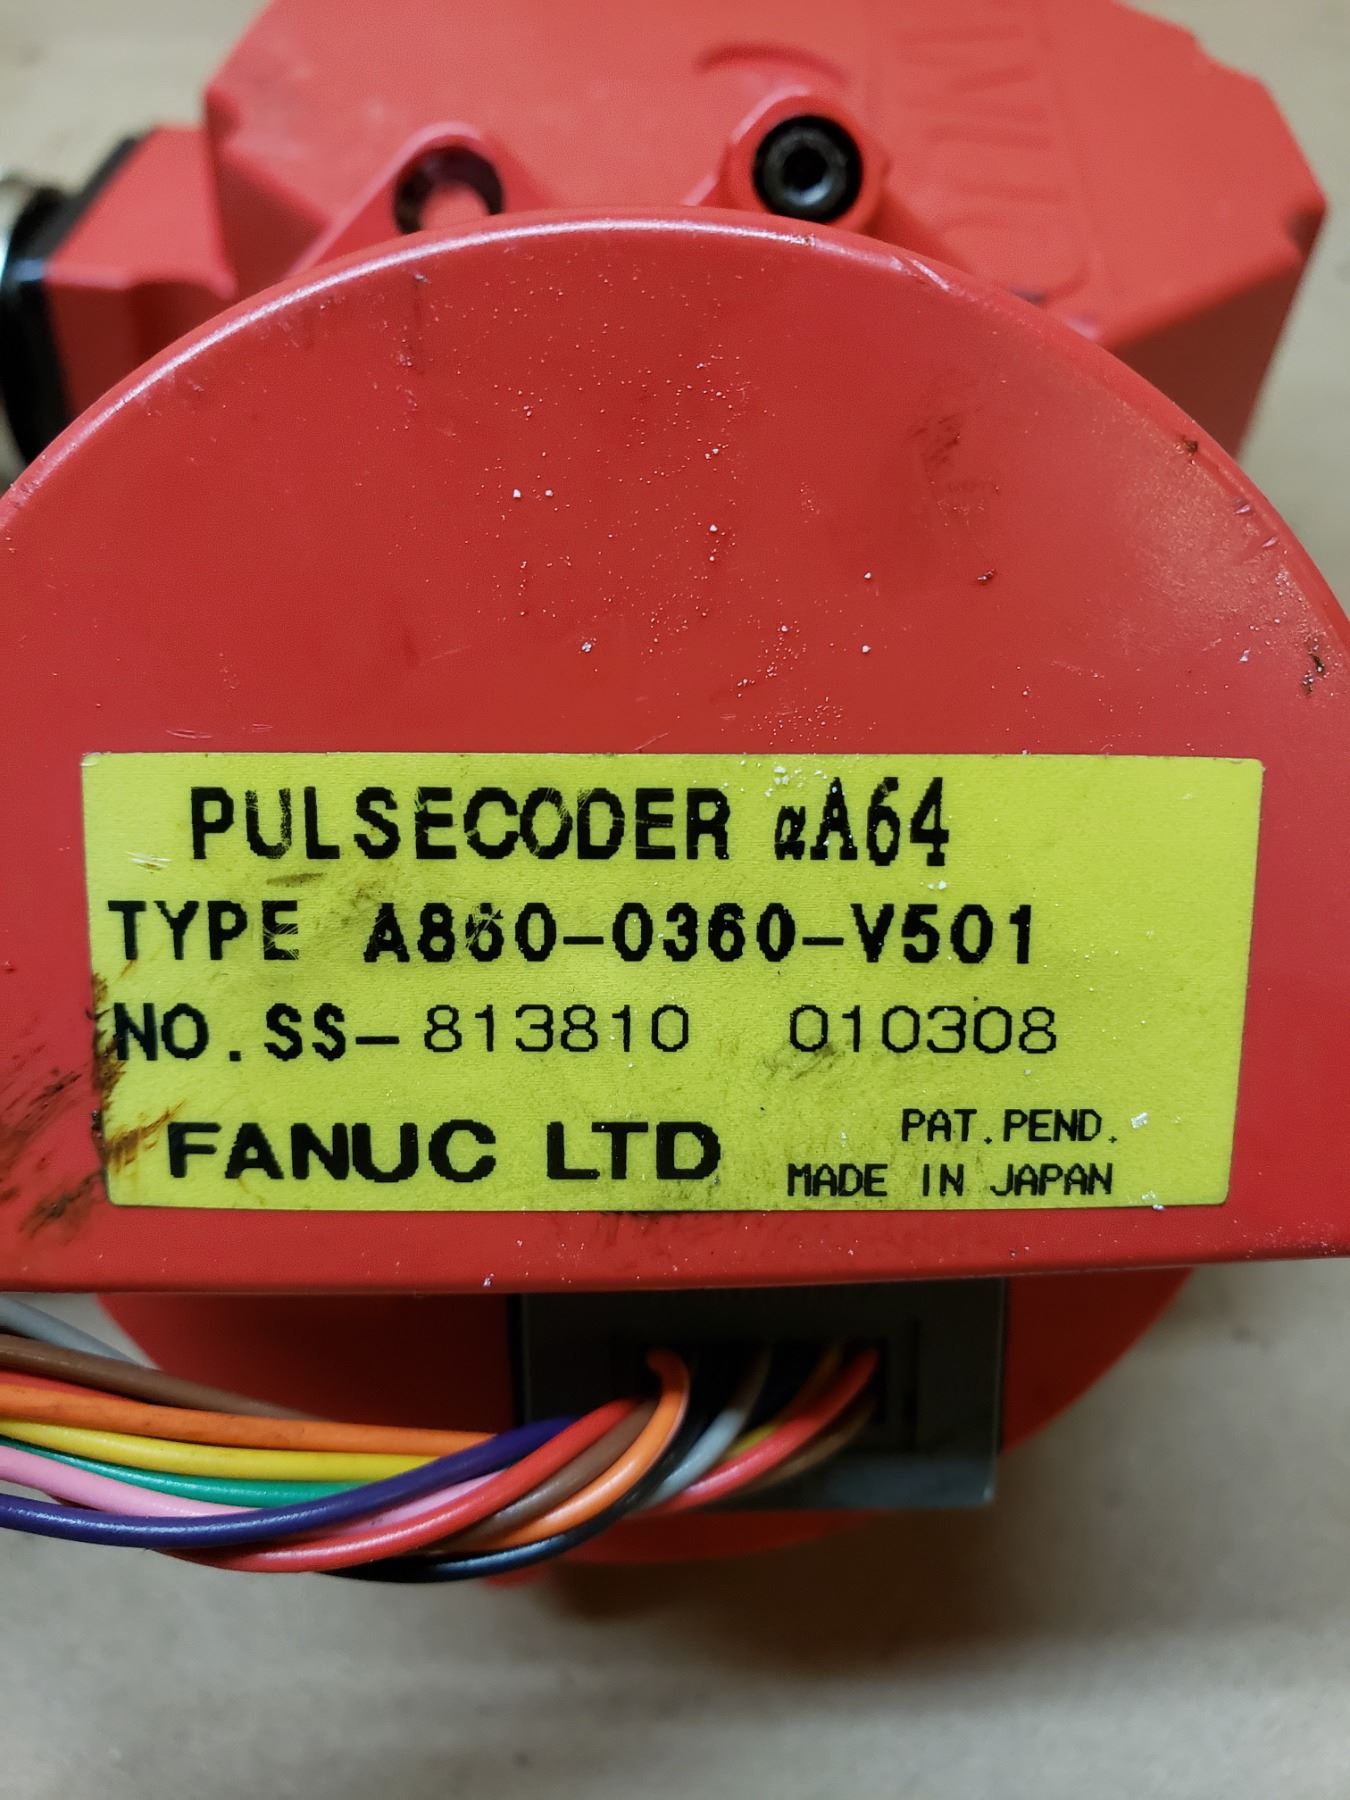 PULSECODER αA64
TYPE A860-0360-V501
NO.SS-813810 010308
FANUC LTD PAT.PEND.
MADE IN JAPAN